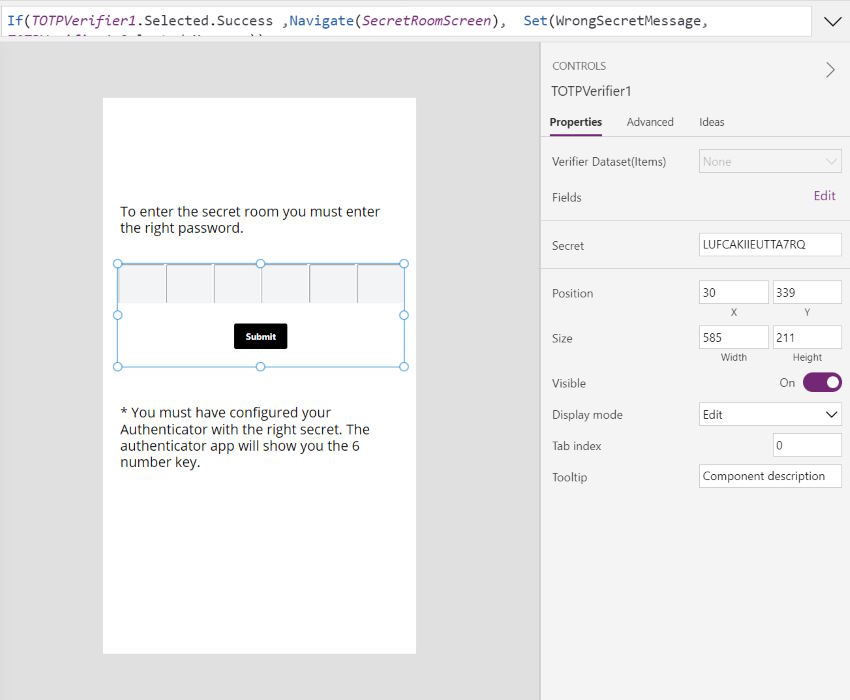 If(TOTPVerifier1.Selected.Success ,Navigate(SecretRoomScreen),  Set(WrongSecretMessage,
CONTROLS
TOTPVerifier1
Properties Advanced Ideas
Verifier Dataset(Items) None
Fields Edit
Secret LUFCAKIIEUTTA7RQ
Position 30 339
X Y
Size 585 211
Width Height
Visible On
Display mode Edit
Tab index 0
Tooltip Component description
To enter the secret room you must enter
the right password.
Submit
* You must have configured your
Authenticator with the right secret. The
authenticator app will show you the 6
number key.